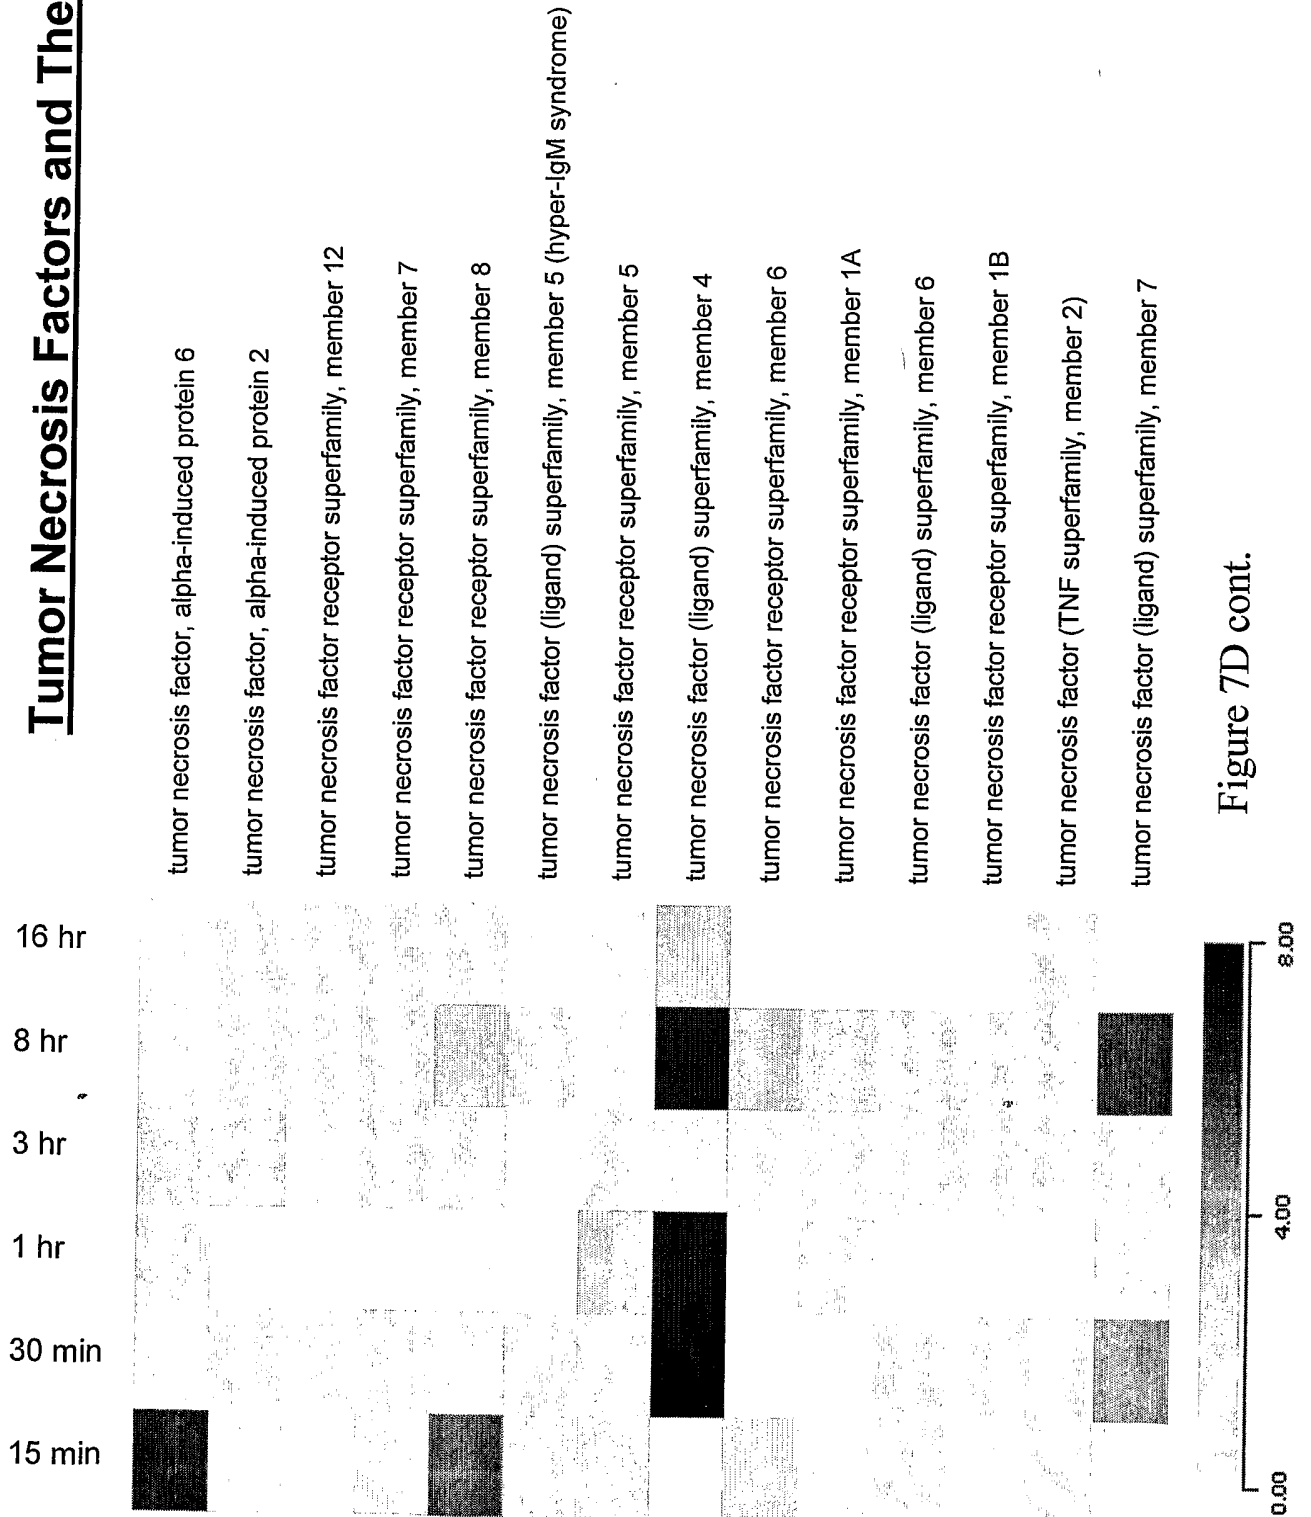 Tumor Necrosis Factors and The
15 min
30 min
1 hr
3 hr
8 hr
16 hr
tumor necrosis factor, alpha-induced protein 6
tumor necrosis factor, alpha-induced protein 2
tumor necrosis factor receptor superfamily, member 12
tumor necrosis factor receptor superfamily, member 7
tumor necrosis factor receptor superfamily, member 8
tumor necrosis factor (ligand) superfamily, member 5 (hyper-IgM syndrome)
tumor necrosis factor receptor superfamily, member 5
tumor necrosis factor (ligand) superfamily, member 4
tumor necrosis factor receptor superfamily, member 6
tumor necrosis factor receptor superfamily, member 1A
tumor necrosis factor (ligand) superfamily, member 6
tumor necrosis factor receptor superfamily, member 1B
tumor necrosis factor (TNF superfamily, member 2)
tumor necrosis factor (ligand) superfamily, member 7
0.00
4.00
8.00
Figure 7D cont.